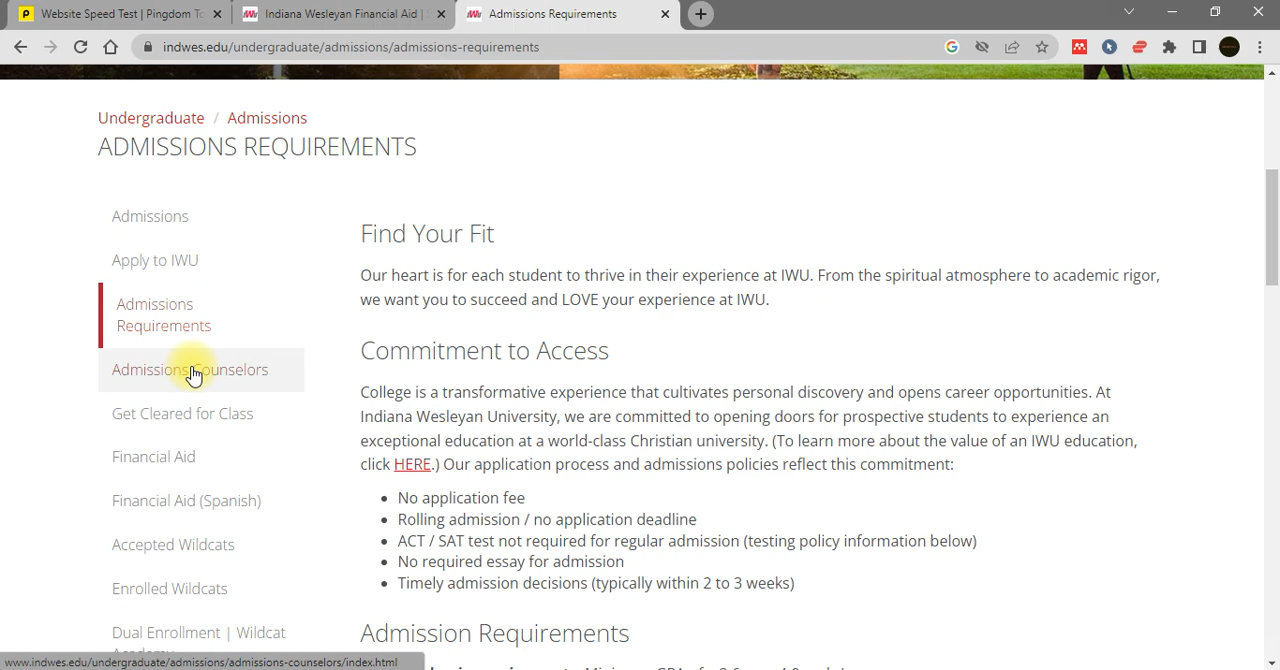 Website Speed Test | Pingdom To
Indiana Wesleyan Financial Aid |
Admissions Requirements
indwes.edu/undergraduate/admissions/admissions-requirements
Undergraduate / Admissions
ADMISSIONS REQUIREMENTS
Admissions
Apply to IWU
Admissions
Requirements
Admissions Counselors
Get Cleared for Class
Financial Aid
Financial Aid (Spanish)
Accepted Wildcats
Enrolled Wildcats
Dual Enrollment | Wildcat
Find Your Fit
Our heart is for each student to thrive in their experience at IWU. From the spiritual atmosphere to academic rigor,
we want you to succeed and LOVE your experience at IWU.
Commitment to Access
College is a transformative experience that cultivates personal discovery and opens career opportunities. At
Indiana Wesleyan University, we are committed to opening doors for prospective students to experience an
exceptional education at a world-class Christian university. (To learn more about the value of an IWU education,
click HERE.) Our application process and admissions policies reflect this commitment:
• No application fee
• Rolling admission / no application deadline
• ACT / SAT test not required for regular admission (testing policy information below)
• No required essay for admission
• Timely admission decisions (typically within 2 to 3 weeks)
Admission Requirements
www.indwes.edu/undergraduate/admissions/admissions-counselors/index.html